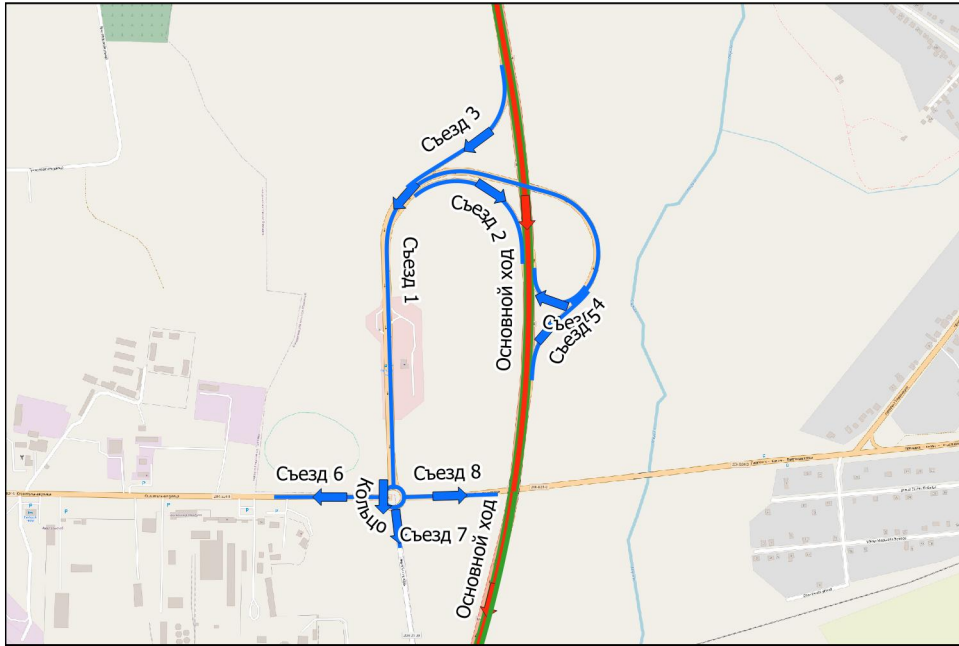 Съезд 3
Съезд 2
Съезд 1
Основной ход
Съезд 4
Съезд 5
Съезд 6
Съезд 8
Кольцо
Съезд 7
Основной ход